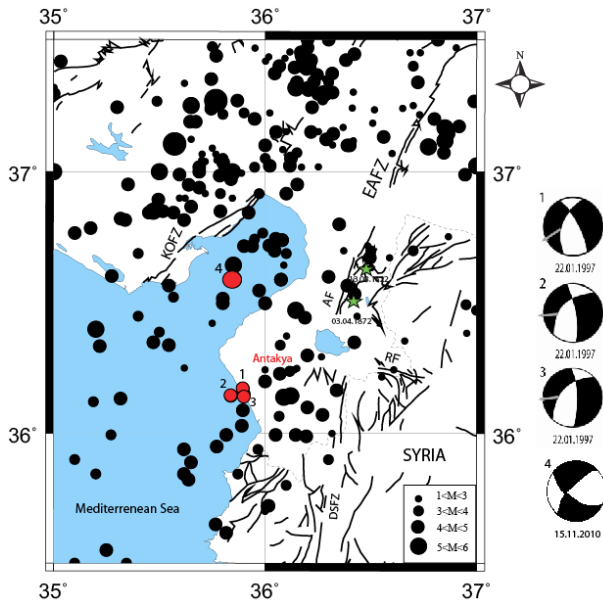 35° 36° 37°
N
37° 37°
EAFZ
KOFZ
4
AF
03.04.1872
RF
Antakya
1
2
3
36° 36°
SYRIA
DSFZ
Mediterrenean Sea
1<M<3
3<M<4
4<M<5
5<M<6
35° 36° 37°
1
22.01.1997
2
22.01.1997
3
22.01.1997
4
15.11.2010